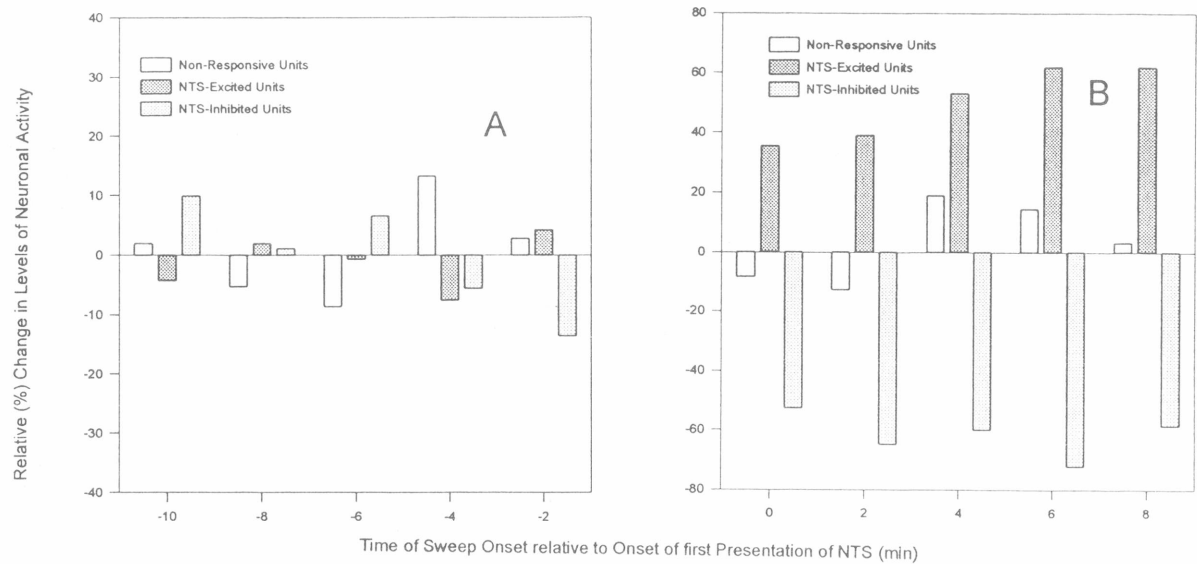 Relative (%) Change in Levels of Neuronal Activity
40
30
20
10
0
-10
-20
-30
-40
Non-Responsive Units
NTS-Excited Units
NTS-Inhibited Units
A
-10
-8
-6
-4
-2
80
60
40
20
0
-20
-40
-60
-80
Non-Responsive Units
NTS-Excited Units
NTS-Inhibited Units
B
0
2
4
6
8
Time of Sweep Onset relative to Onset of first Presentation of NTS (min)